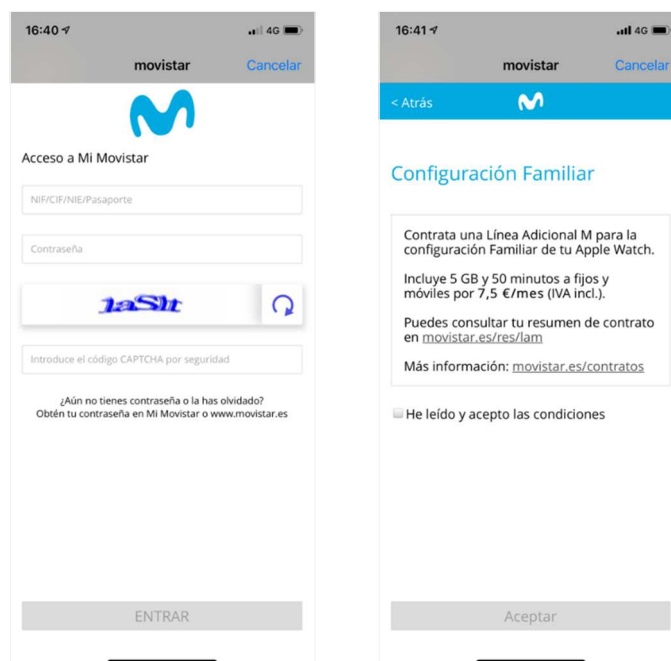 16:40
4G
movistar
Cancelar
Acceso a Mi Movistar
NIF/CIF/NIE/Pasaporte
Contraseña
Introduce el código CAPTCHA por seguridad
¿Aún no tienes contraseña o la has olvidado?
Obtén tu contraseña en Mi Movistar o www.movistar.es
ENTRAR
16:41
4G
movistar
Cancelar
< Atrás
Configuración Familiar
Contrata una Línea Adicional M para la
configuración Familiar de tu Apple Watch.
Incluye 5 GB y 50 minutos a fijos y
móviles por 7,5 €/mes (IVA incl.).
Puedes consultar tu resumen de contrato
en movistar.es/res/lam
Más información: movistar.es/contratos
He leído y acepto las condiciones
Aceptar